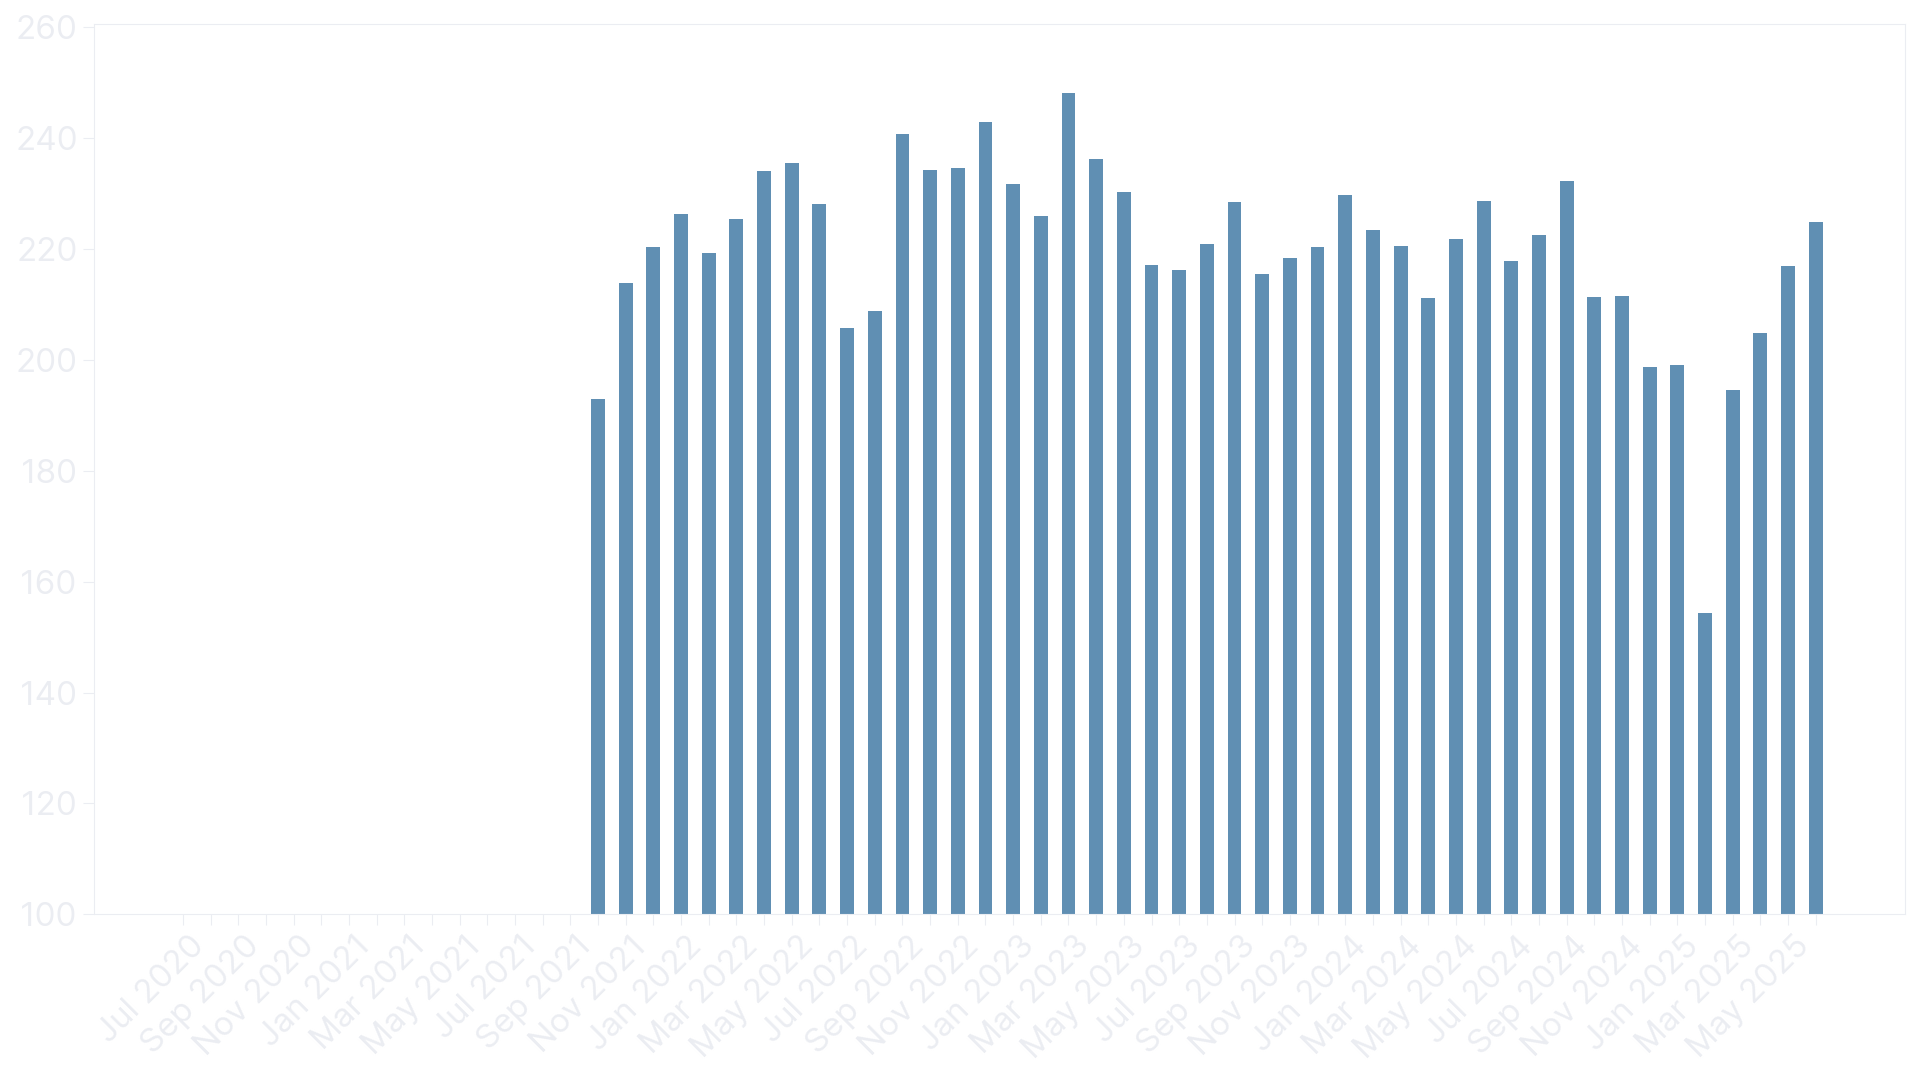 260
240
220
200
180
160
140
120
100
Jul 2020
Sep 2020
Nov 2020
Jan 2021
Mar 2021
May 2021
Jul 2021
Sep 2021
Nov 2021
Jan 2022
Mar 2022
May 2022
Jul 2022
Sep 2022
Nov 2022
Jan 2023
Mar 2023
May 2023
Jul 2023
Sep 2023
Nov 2023
Jan 2024
Mar 2024
May 2024
Jul 2024
Sep 2024
Nov 2024
Jan 2025
Mar 2025
May 2025